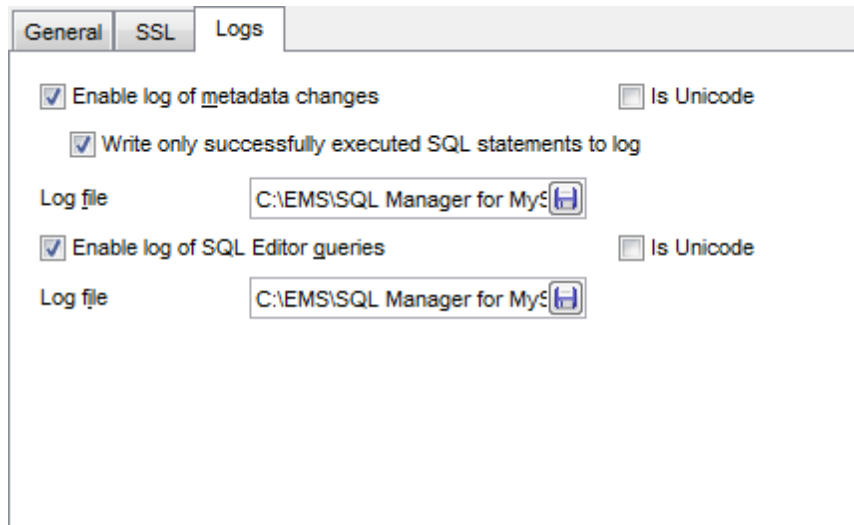 General SSL Logs
Enable log of metadata changes Is Unicode
Write only successfully executed SQL statements to log
Log file C:\EMS\SQL Manager for MyS
Enable log of SQL Editor queries Is Unicode
Log file C:\EMS\SQL Manager for MyS